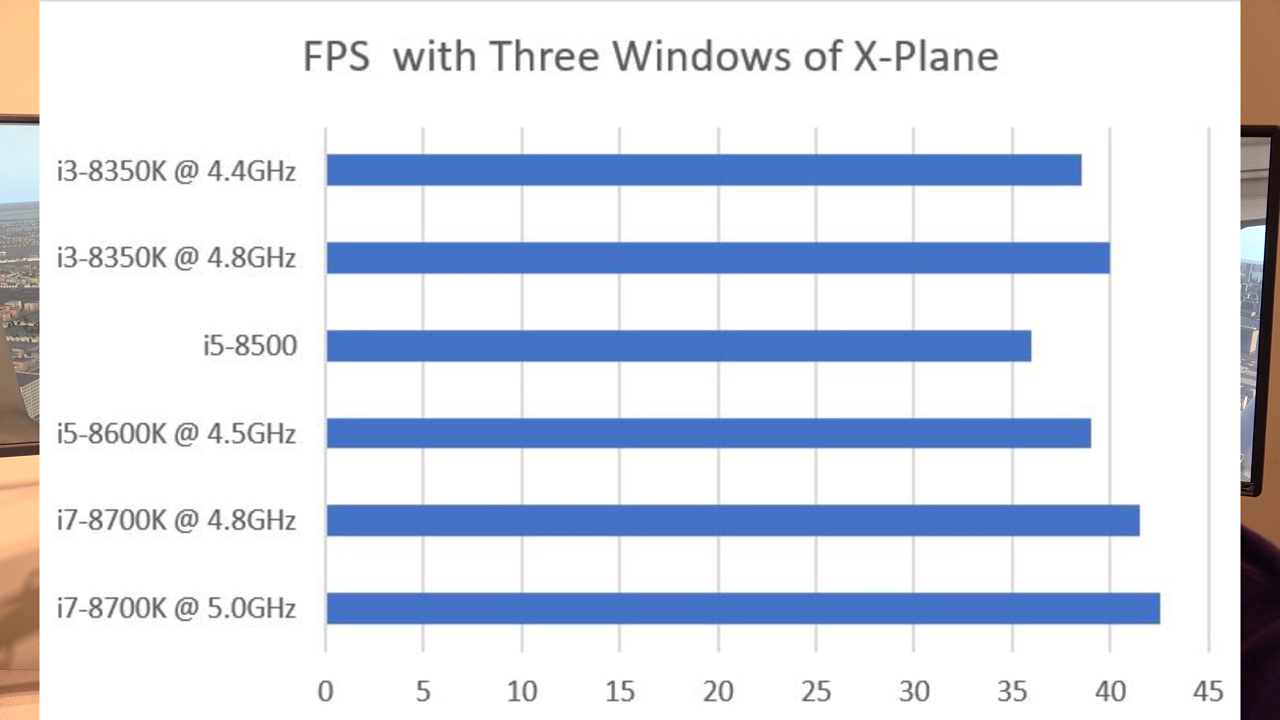 FPS  with Three Windows of X-Plane
i3-8350K @ 4.4GHz
i3-8350K @ 4.8GHz
i5-8500
i5-8600K @ 4.5GHz
i7-8700K @ 4.8GHz
i7-8700K @ 5.0GHz
0 5 10 15 20 25 30 35 40 45